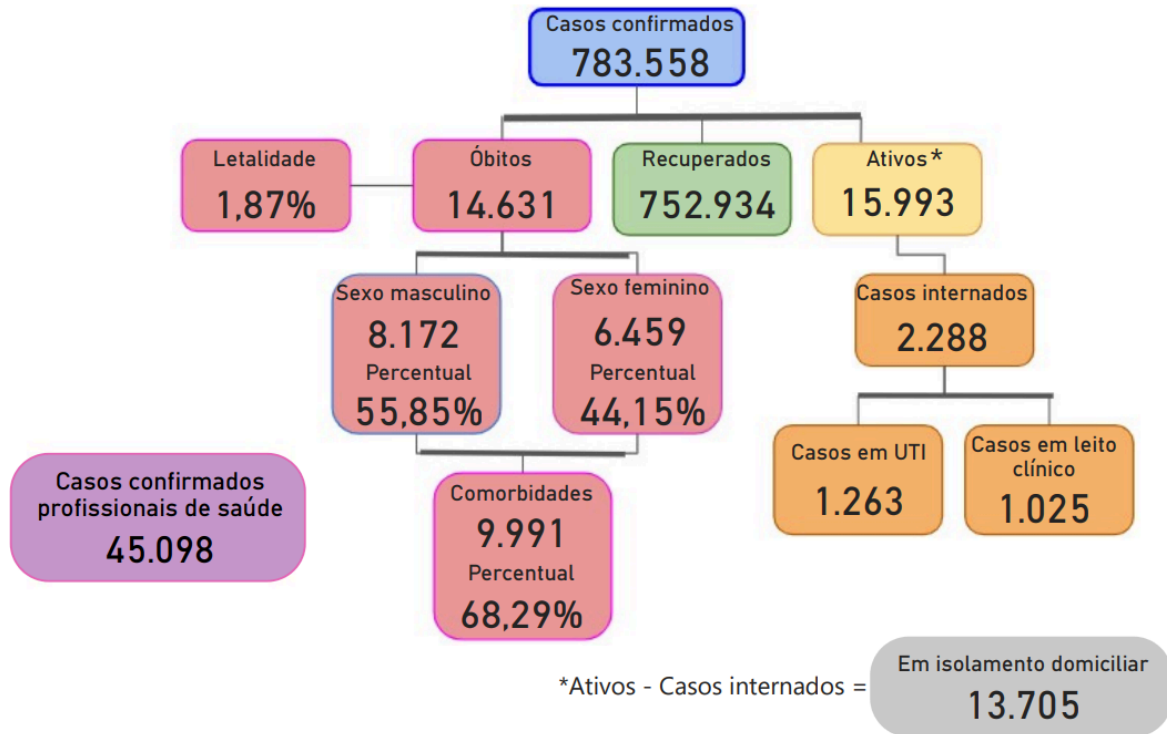 Casos confirmados
783.558
Letalidade
1,87%
Óbitos
14.631
Recuperados
752.934
Ativos*
15.993
Sexo masculino
8.172
Percentual
55,85%
Sexo feminino
6.459
Percentual
44,15%
Casos internados
2.288
Casos em UTI
1.263
Casos em leito
clínico
1.025
Casos confirmados
profissionais de saúde
45.098
Comorbidades
9.991
Percentual
68,29%
*Ativos - Casos internados =
Em isolamento domiciliar
13.705